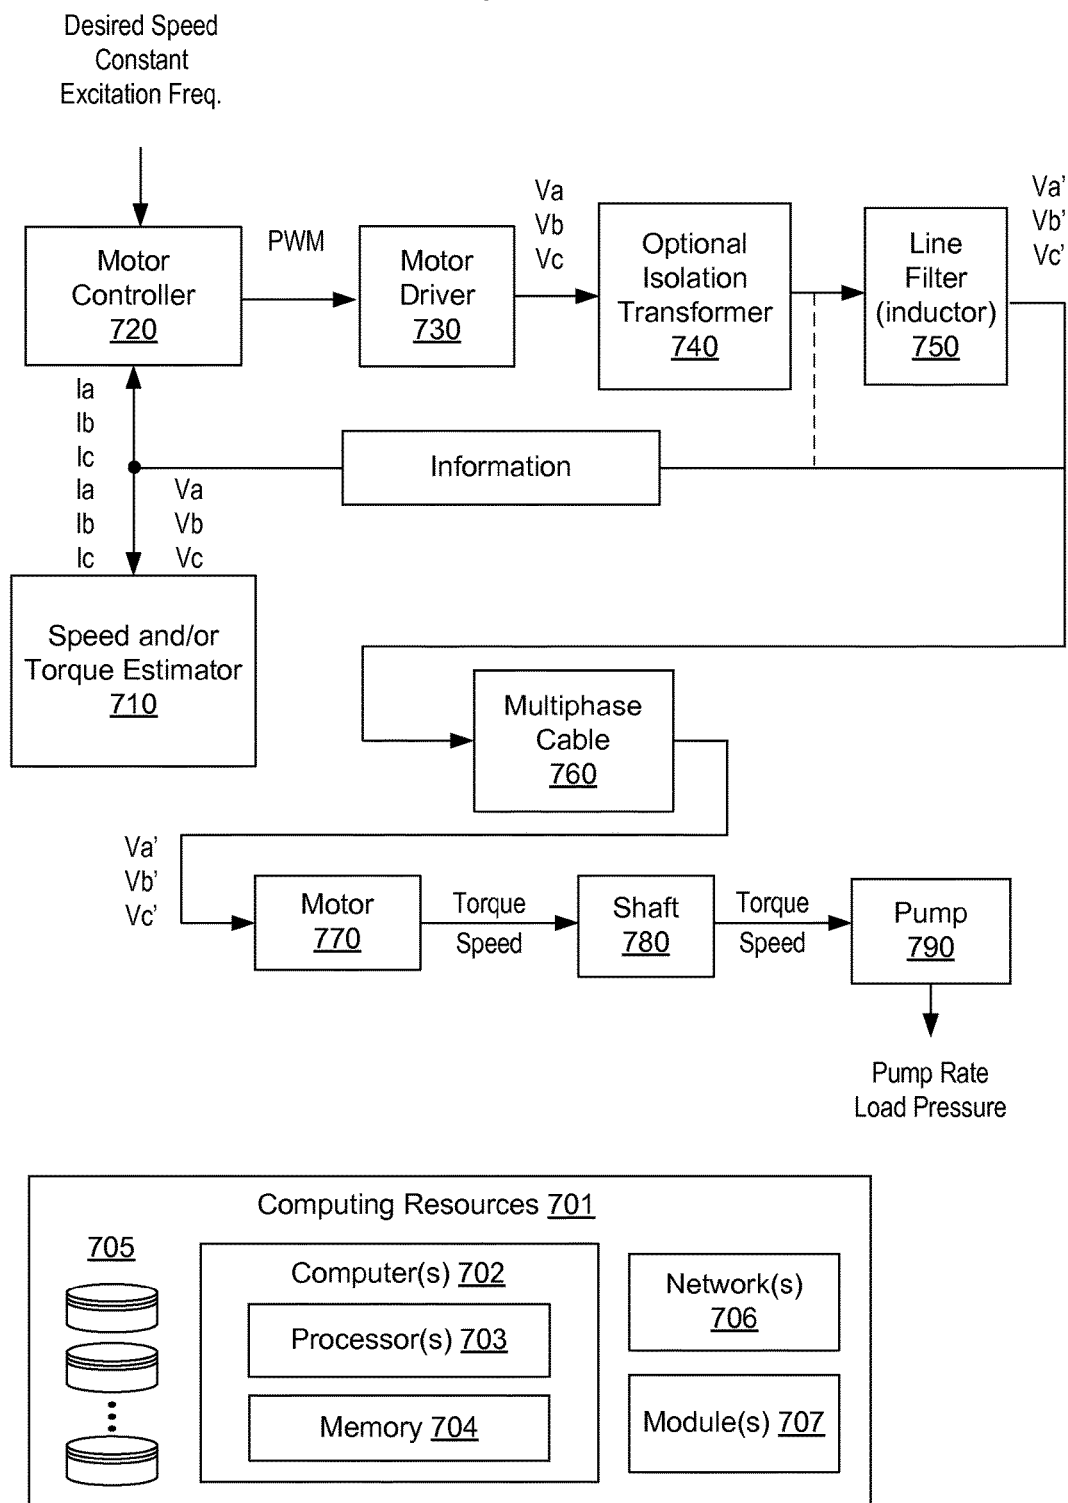 Desired Speed
Constant
Excitation Freq.
Motor
Controller
720
PWM
Motor
Driver
730
Va
Vb
Vc
Optional
Isolation
Transformer
740
Line
Filter
(inductor)
750
Va’
Vb’
Vc’
Ia
Ib
Ic
Information
Ia
Ib
Ic
Va
Vb
Vc
Speed and/or
Torque Estimator
710
Multiphase
Cable
760
Va’
Vb’
Vc’
Motor
770
Torque
Speed
Shaft
780
Torque
Speed
Pump
790
Pump Rate
Load Pressure
Computing Resources 701
705
Computer(s) 702
Processor(s) 703
Memory 704
Network(s)
706
Module(s) 707